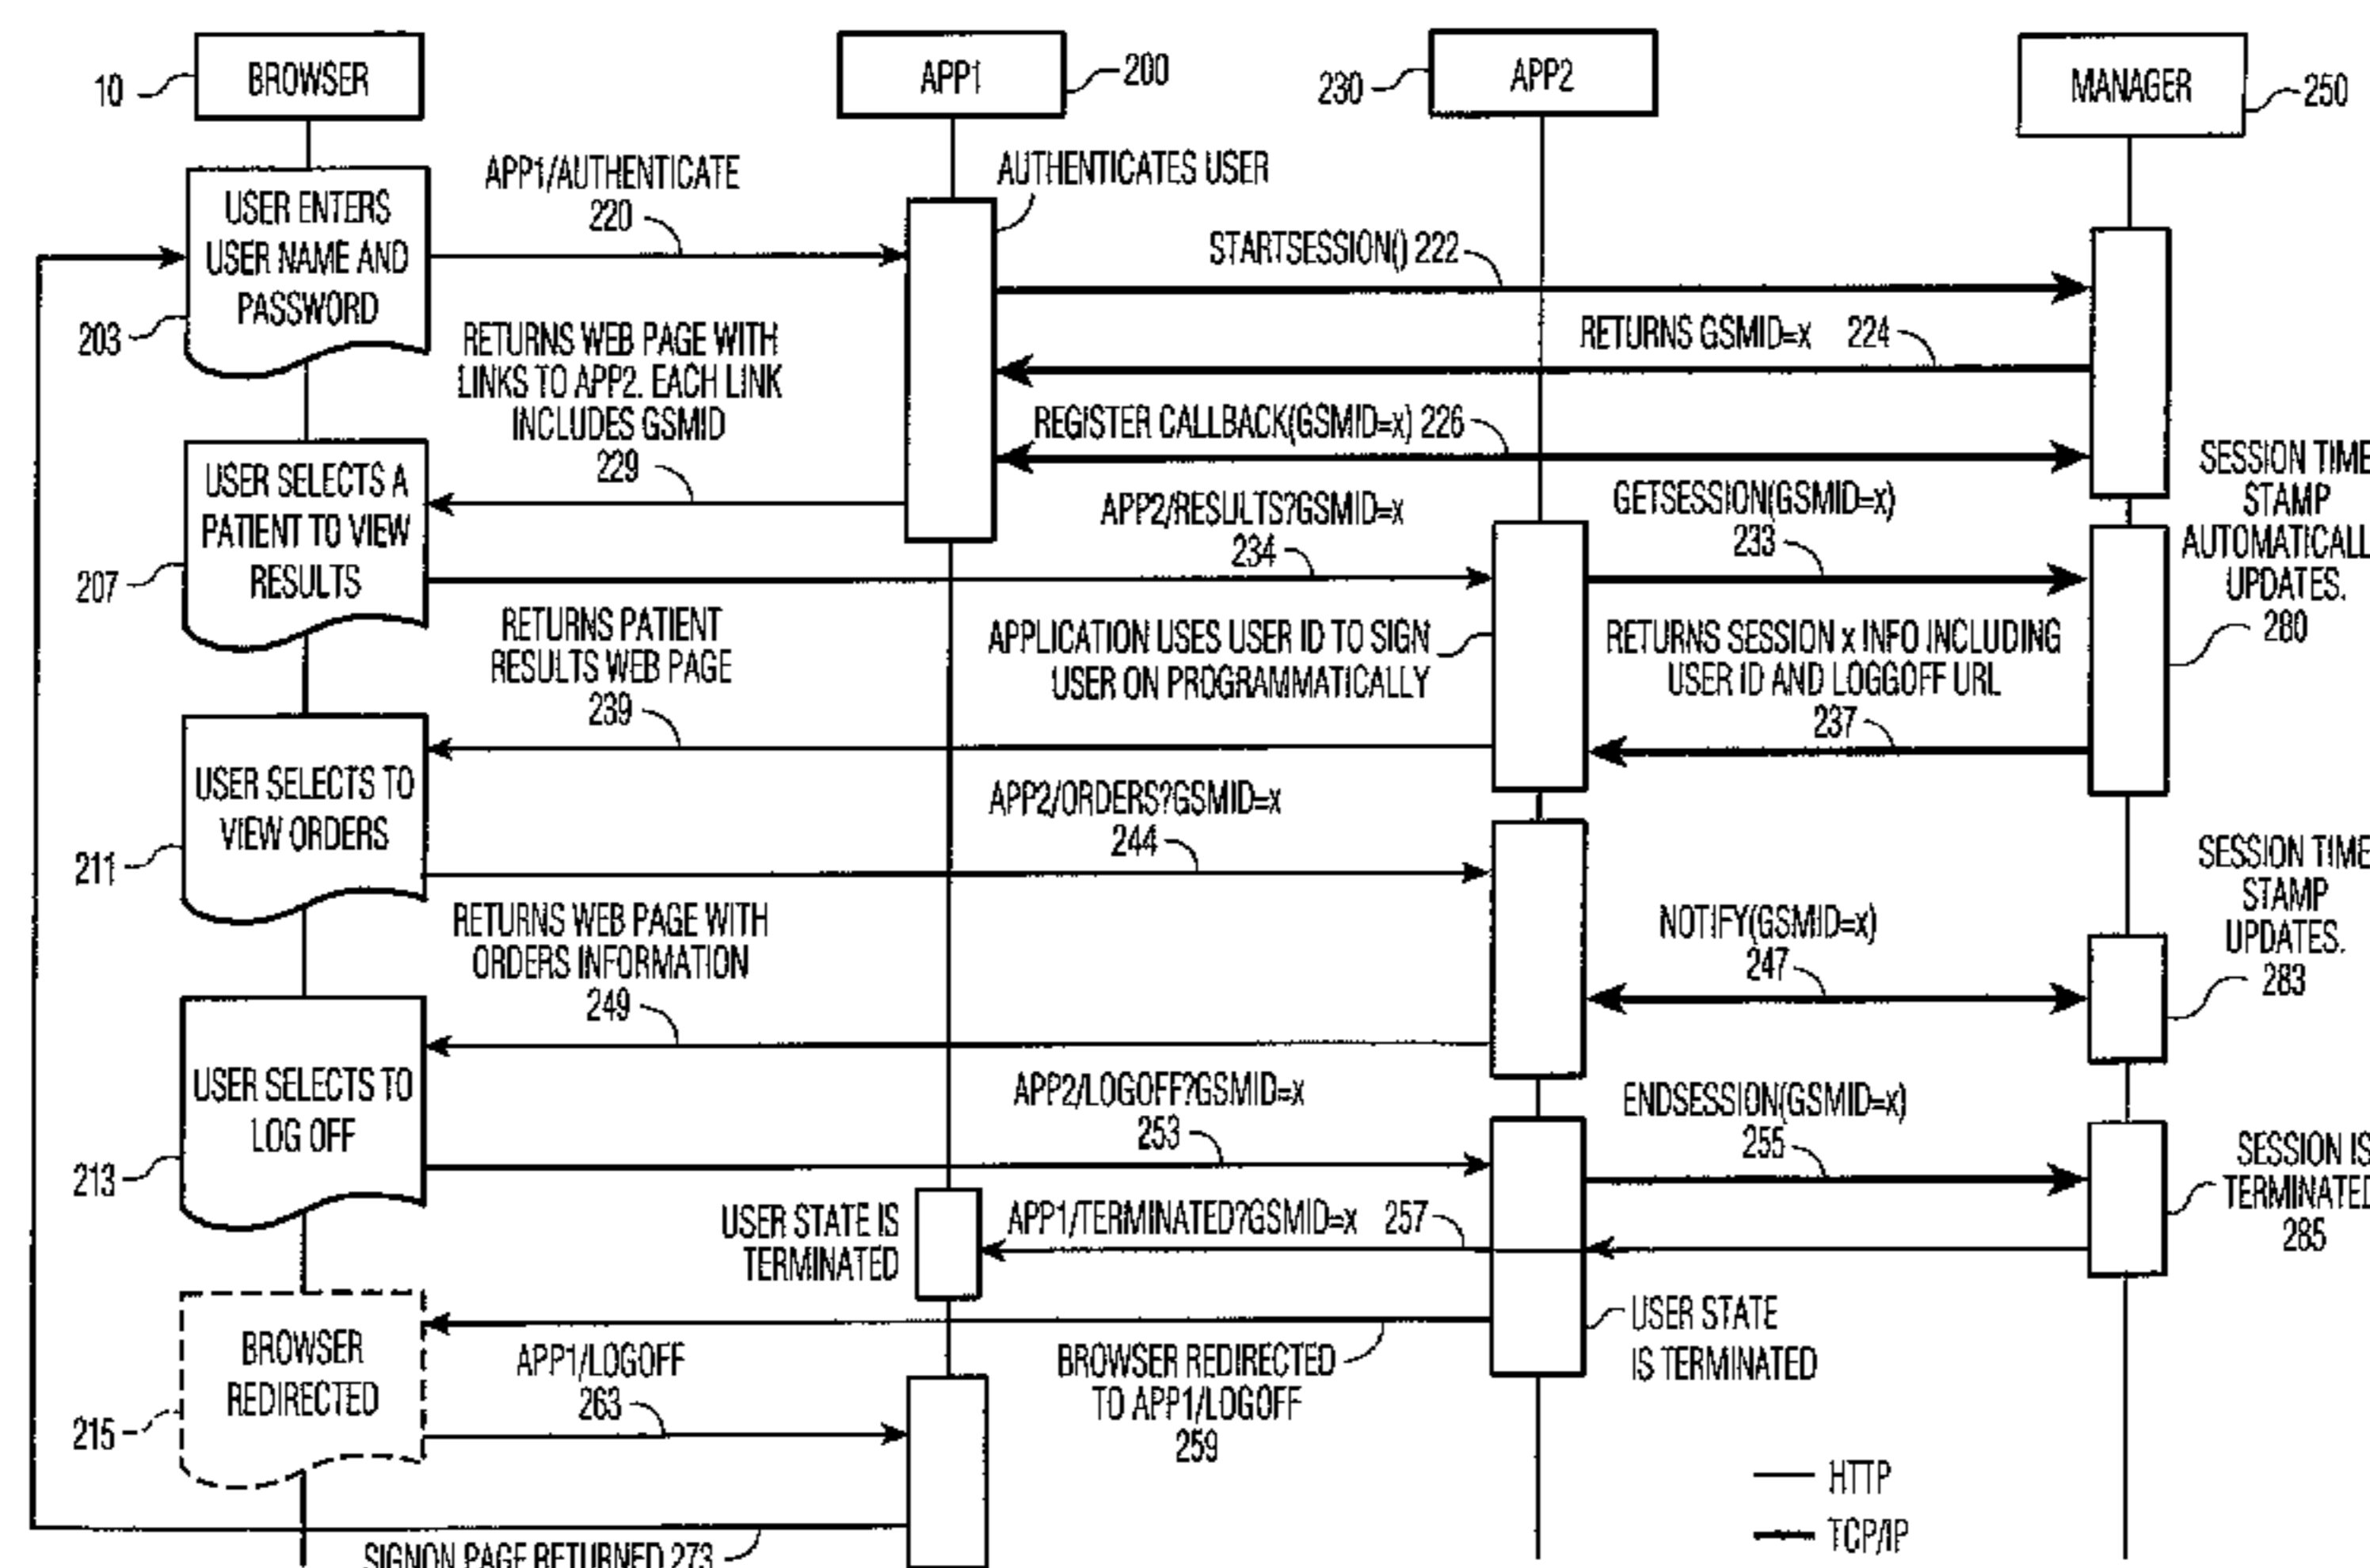 BROWSER
10
APP1
200
230
APP2
MANAGER
250
USER ENTERS
USER NAME AND
PASSWORD
203
APP1/AUTHENTICATE
220
AUTHENTICATES USER
STARTSESSION() 222
RETURNS GSMID=x 224
REGISTER CALLBACK(GSMID=x) 226
RETURNS WEB PAGE WITH
LINKS TO APP2. EACH LINK
INCLUDES GSMID
229
USER SELECTS A
PATIENT TO VIEW
RESULTS
207
APP2/RESULTS?GSMID=x
234
GETSESSION(GSMID=x)
233
SESSION TIME
STAMP
AUTOMATICALL
UPDATES.
280
RETURNS PATIENT
RESULTS WEB PAGE
239
APPLICATION USES USER ID TO SIGN
USER ON PROGRAMMATICALLY
RETURNS SESSION x INFO INCLUDING
USER ID AND LOGGOFF URL
237
USER SELECTS TO
VIEW ORDERS
211
APP2/ORDERS?GSMID=x
244
SESSION TIME
STAMP
UPDATES.
283
NOTIFY(GSMID=x)
247
RETURNS WEB PAGE WITH
ORDERS INFORMATION
249
USER SELECTS TO
LOG OFF
213
APP2/LOGOFF?GSMID=x
253
ENDSESSION(GSMID=x)
255
SESSION IS
TERMINATED
285
USER STATE IS
TERMINATED
APP1/TERMINATED?GSMID=x 257
BROWSER
REDIRECTED
215
APP1/LOGOFF
263
BROWSER REDIRECTED
TO APP1/LOGOFF
259
USER STATE
IS TERMINATED
HTTP
TCP/IP
SIGNON PAGE RETURNED 273